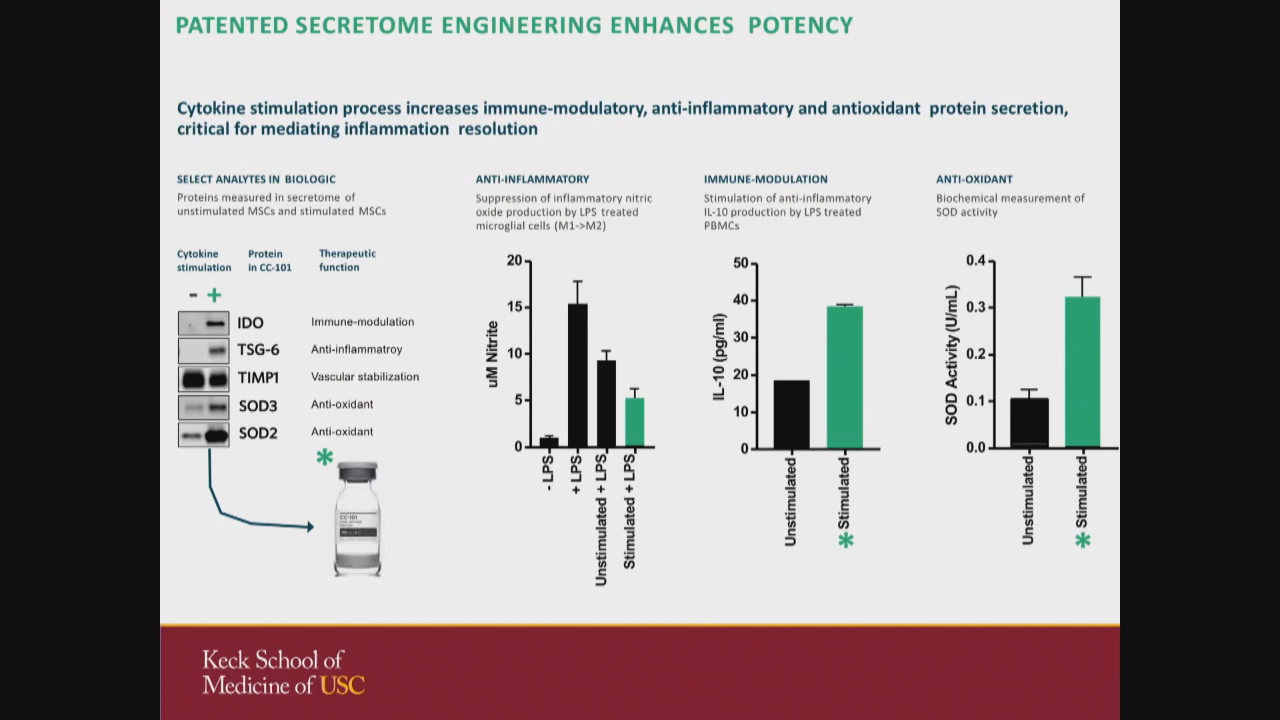 PATENTED SECRETOME ENGINEERING ENHANCES POTENCY
Cytokine stimulation process increases immune-modulatory, anti-inflammatory and antioxidant protein secretion,
critical for mediating inflammation resolution
SELECT ANALYTES IN BIOLOGIC
Proteins measured in secretome of
unstimulated MSCs and stimulated MSCs
Cytokine
stimulation
Protein
in CC-101
Therapeutic
function
- +
IDO Immune-modulation
TSG-6 Anti-inflammatroy
TIMP1 Vascular stabilization
SOD3 Anti-oxidant
SOD2 Anti-oxidant
*
CC-101
ANTI-INFLAMMATORY
Suppression of inflammatory nitric
oxide production by LPS treated
microglial cells (M1->M2)
uM Nitrite
20
15
10
5
0
- LPS
+ LPS
Unstimulated + LPS
Stimulated + LPS
IMMUNE-MODULATION
Stimulation of anti-inflammatory
IL-10 production by LPS treated
PBMCs
IL-10 (pg/ml)
50
40
30
20
10
0
Unstimulated
* Stimulated
ANTI-OXIDANT
Biochemical measurement of
SOD activity
SOD Activity (U/mL)
0.4
0.3
0.2
0.1
0.0
Unstimulated
* Stimulated
Keck School of
Medicine of USC